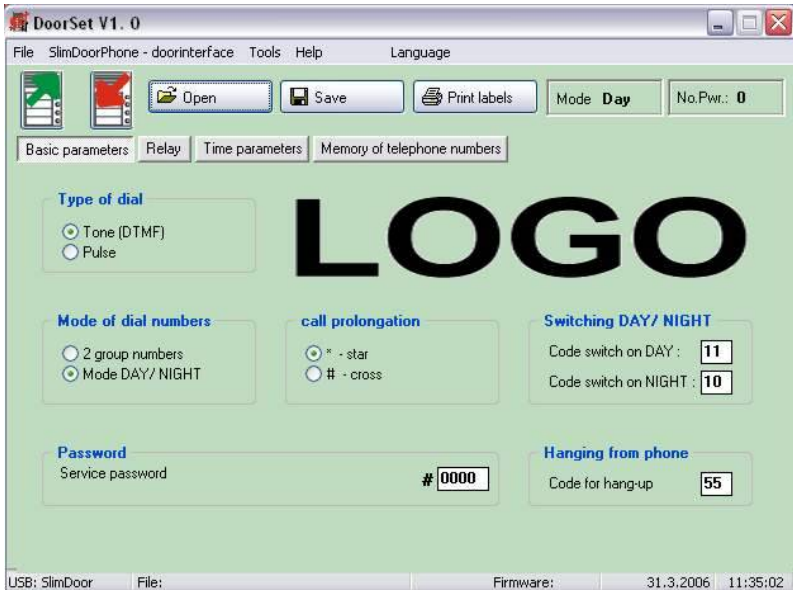 DoorSet V1. 0
File SlimDoorPhone - doorinterface Tools Help Language
Open Save Print labels Mode Day No.Pwr.: 0
Basic parameters Relay Time parameters Memory of telephone numbers
Type of dial
Tone (DTMF)
Pulse
LOGO
Mode of dial numbers
2 group numbers
Mode DAY/ NIGHT
call prolongation
* - star
# - cross
Switching DAY/ NIGHT
Code switch on DAY : 11
Code switch on NIGHT : 10
Password
Service password # 0000
Hanging from phone
Code for hang-up 55
USB: SlimDoor File: Firmware: 31.3.2006 11:35:02